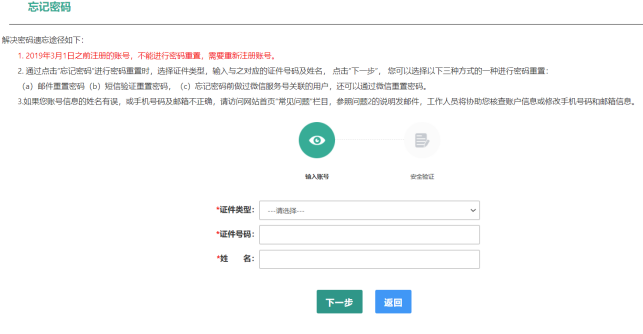 忘记密码
解决密码遗忘途径如下：
1. 2019年3月1日之前注册的账号，不能进行密码重置，需要重新注册账号。
2. 通过点击“忘记密码”进行密码重置时，选择证件类型，输入与之对应的证件号码及姓名， 点击“下一步”， 您可以选择以下三种方式的一种进行密码重置：
（a）邮件重置密码（b）短信验证重置密码，（c）忘记密码前做过微信服务号关联的用户，还可以通过微信重置密码。
3.如果您账号信息的姓名有误，或手机号码及邮箱不正确，请访问网站首页“常见问题”栏目，参照问题2的说明发邮件，工作人员将协助您核查账户信息或修改手机号码和邮箱信息。
输入账号 安全验证
*证件类型： ---请选择---
*证件号码：
*姓 名：
下一步 返回